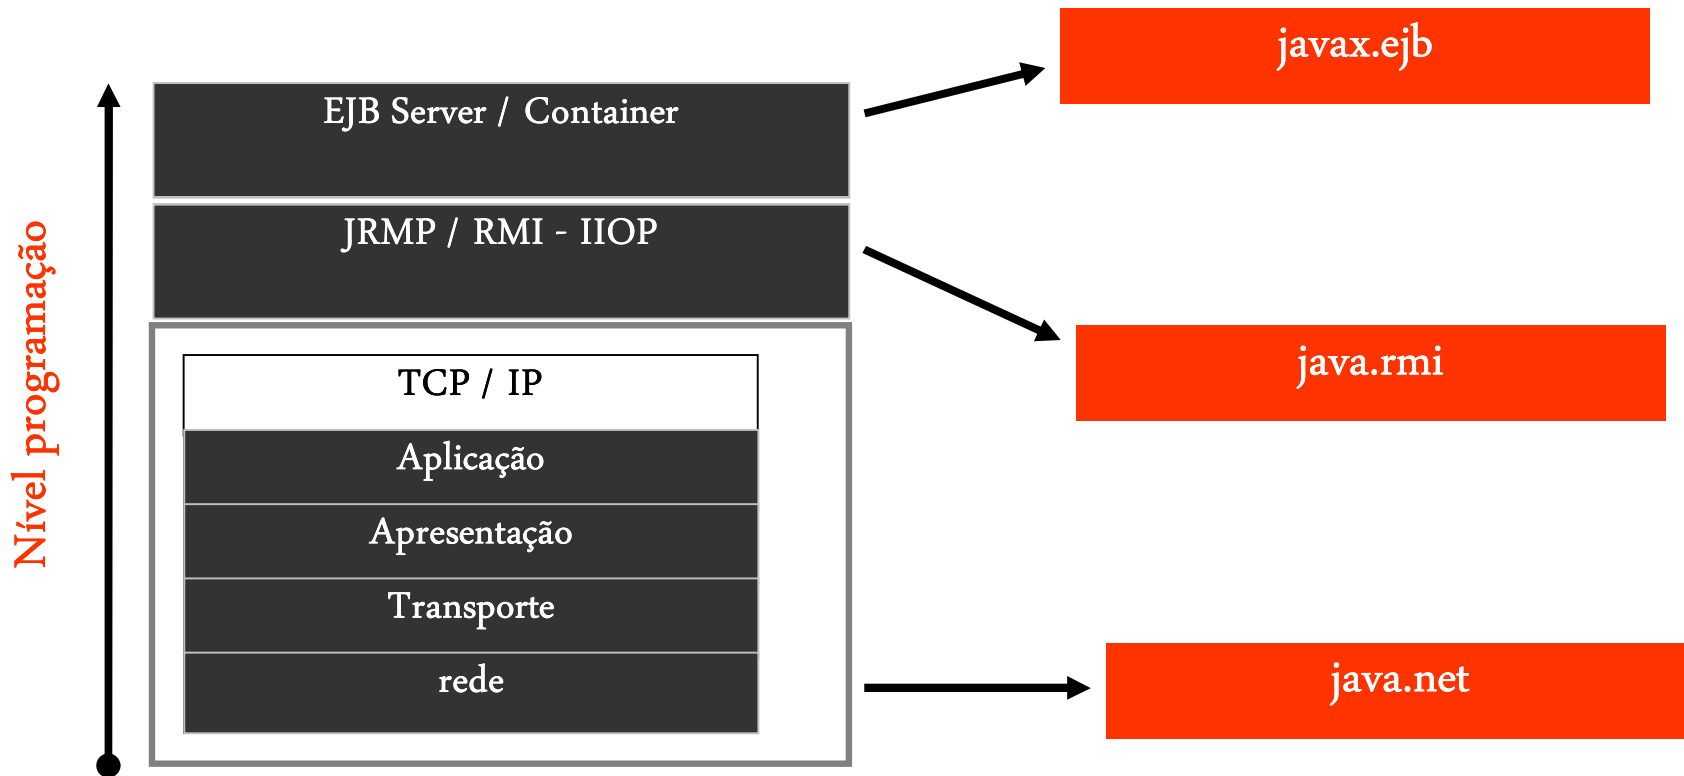 javax.ejb
EJB Server / Container
JRMP / RMI - IIOP
java.rmi
Nível programação
TCP / IP
Aplicação
Apresentação
Transporte
rede
java.net